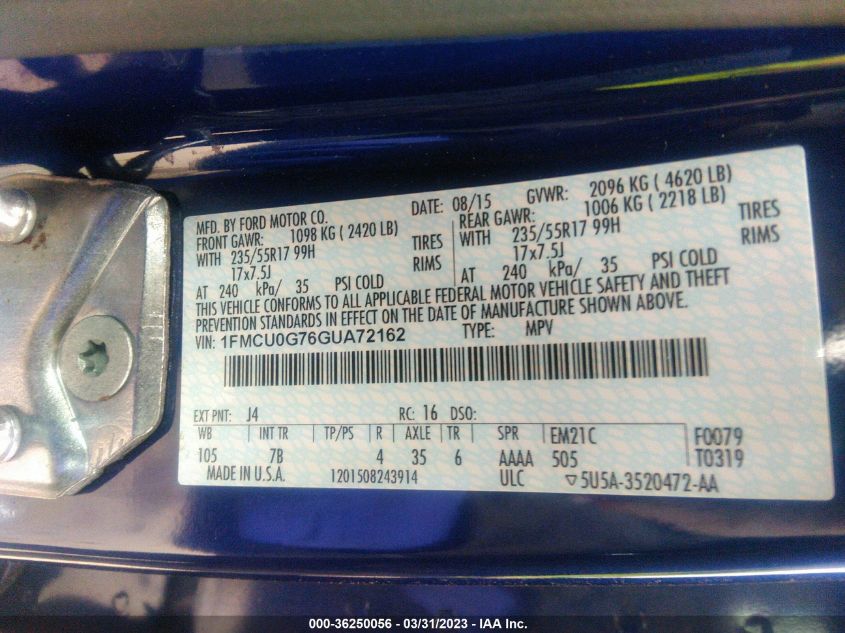 MFD. BY FORD MOTOR CO.
DATE: 08/15 GVWR: 2096 KG ( 4620 LB)
FRONT GAWR: 1098 KG ( 2420 LB)
REAR GAWR: 1006 KG ( 2218 LB)
WITH 235/55R17 99H TIRES
WITH 235/55R17 99H TIRES
17x7.5J RIMS
17x7.5J RIMS
AT 240 kPa/ 35 PSI COLD
AT 240 kPa/ 35 PSI COLD
THIS VEHICLE CONFORMS TO ALL APPLICABLE FEDERAL MOTOR VEHICLE SAFETY AND THEFT
PREVENTION STANDARDS IN EFFECT ON THE DATE OF MANUFACTURE SHOWN ABOVE.
VIN: 1FMCU0G76GUA72162 TYPE: MPV
EXT PNT: J4 RC: 16 DSO:
WB INT TR TP/PS R AXLE TR SPR EM21C F0079
105 7B 4 35 6 AAAA 505 T0319
MADE IN U.S.A. 1201508243914 ULC ▽5U5A-3520472-AA
000-36250056 - 03/31/2023 - IAA Inc.